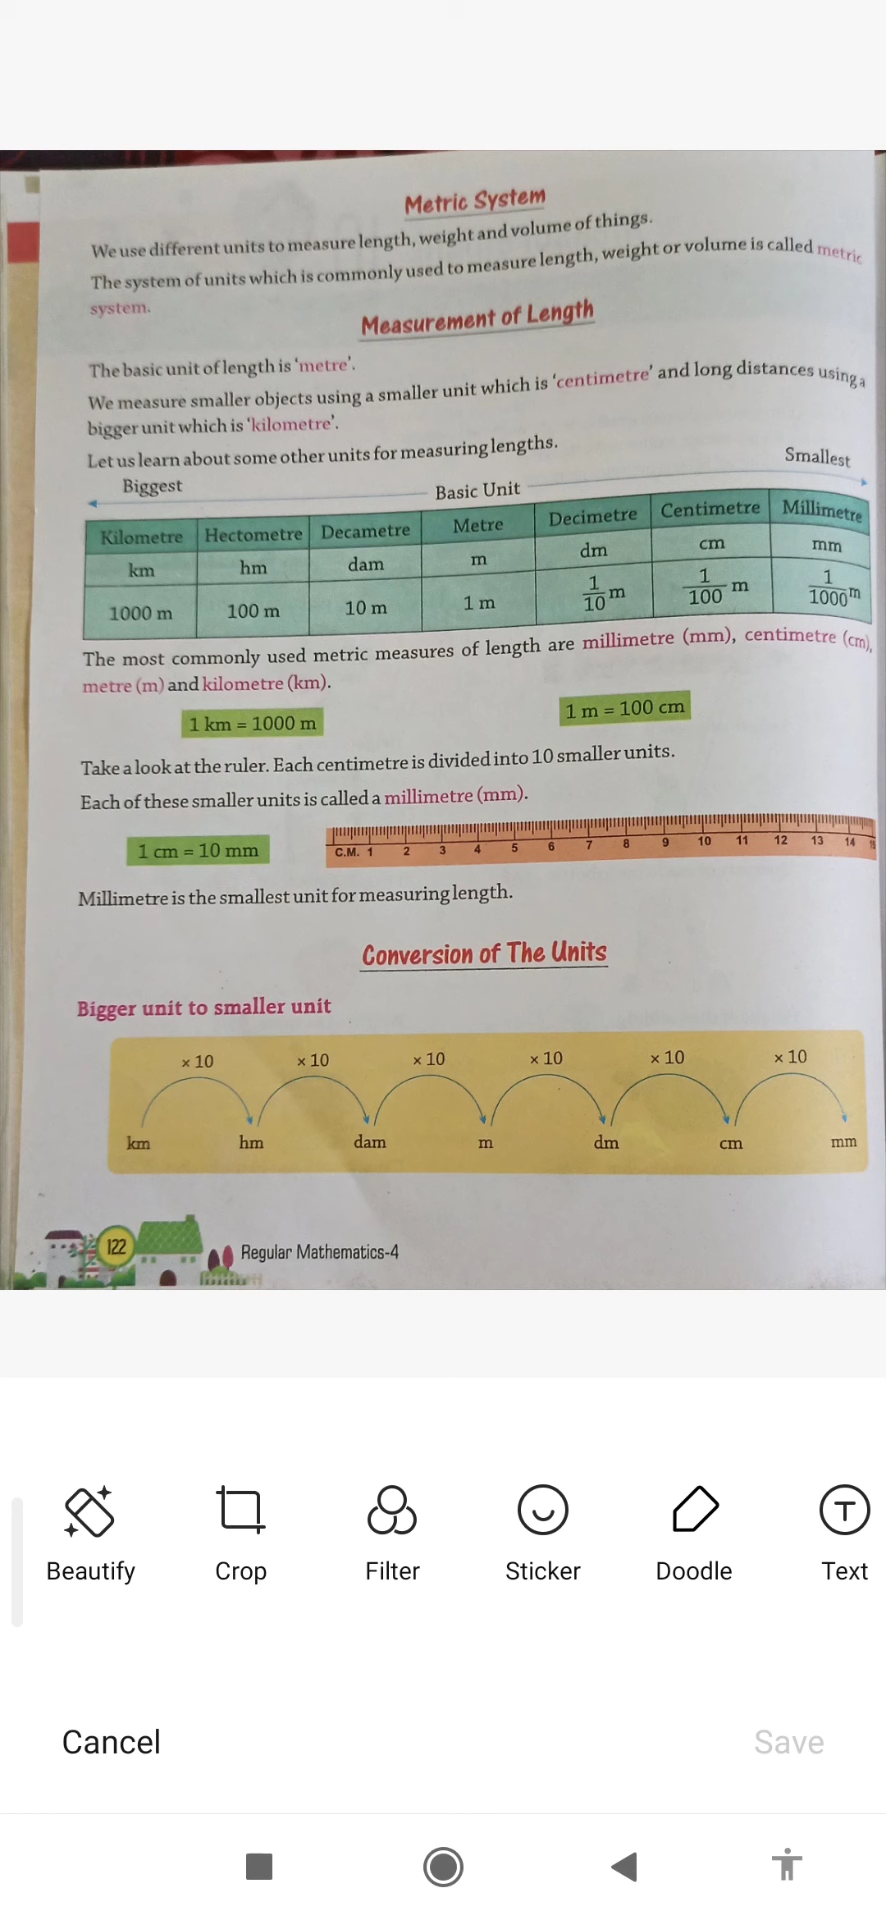 Metric System
We use different units to measure length, weight and volume of things.
The system of units which is commonly used to measure length, weight or volume is called metric
system.
Measurement of Length
The basic unit of length is 'metre'.
We measure smaller objects using a smaller unit which is 'centimetre' and long distances using a
bigger unit which is 'kilometre'.
Let us learn about some other units for measuring lengths.
Biggest Basic Unit Smallest
Kilometre Hectometre Decametre Metre Decimetre Centimetre Millimetre
km hm dam m dm cm mm
1000 m 100 m 10 m 1 m 1/10 m 1/100 m 1/1000 m
The most commonly used metric measures of length are millimetre (mm), centimetre (cm),
metre (m) and kilometre (km).
1 km = 1000 m 1 m = 100 cm
Take a look at the ruler. Each centimetre is divided into 10 smaller units.
Each of these smaller units is called a millimetre (mm).
1 cm = 10 mm
C.M. 1 2 3 4 5 6 7 8 9 10 11 12 13 14 15
Millimetre is the smallest unit for measuring length.
Conversion of The Units
Bigger unit to smaller unit
× 10 × 10 × 10 × 10 × 10 × 10
km hm dam m dm cm mm
122 Regular Mathematics-4
Beautify Crop Filter Sticker Doodle Text
Cancel Save